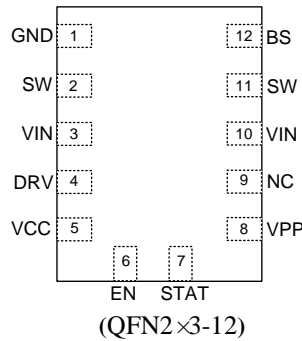 GND 1 12 BS
SW 2 11 SW
VIN 3 10 VIN
DRV 4 9 NC
VCC 5 8 VPP
6 7
EN STAT
(QFN2×3-12)